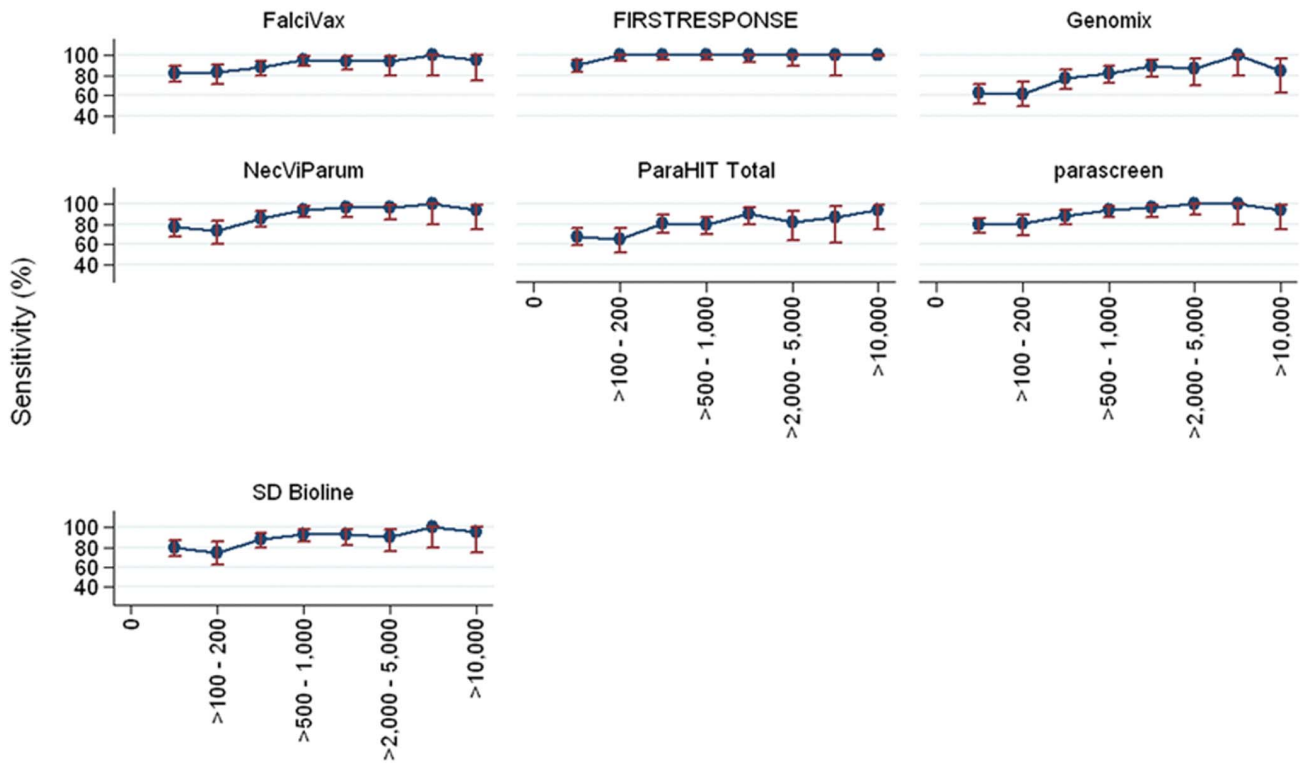 FalciVax
FIRSTRESPONSE
Genomix
100
80
60
40
NecViParum
ParaHIT Total
parascreen
100
80
60
40
Sensitivity (%)
0
>100 - 200
>500 - 1,000
>2,000 - 5,000
>10,000
0
>100 - 200
>500 - 1,000
>2,000 - 5,000
>10,000
SD Bioline
100
80
60
40
0
>100 - 200
>500 - 1,000
>2,000 - 5,000
>10,000